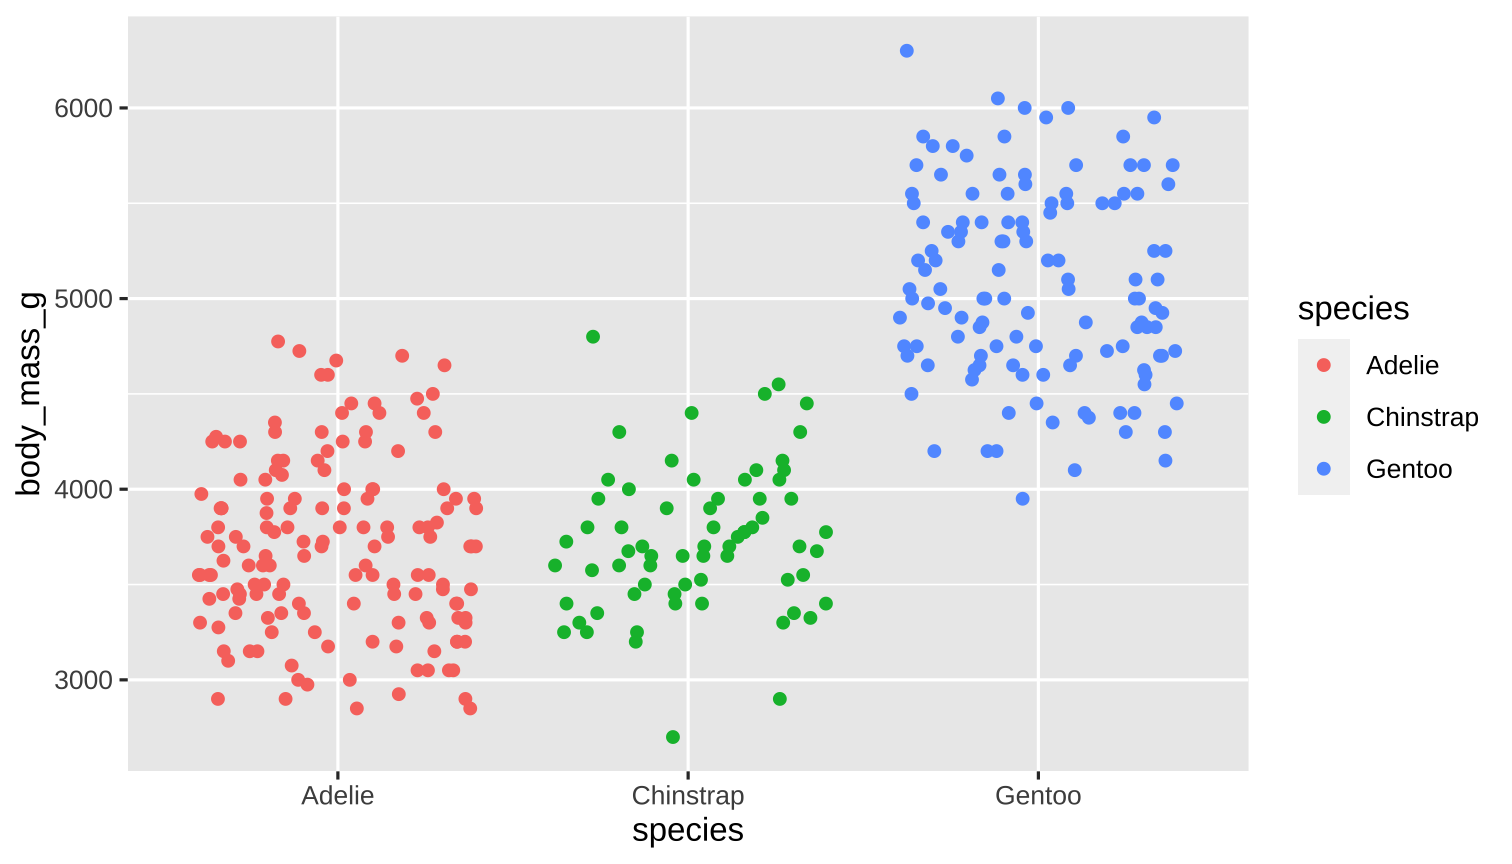 body_mass_g
6000
5000
4000
3000
Adelie
Chinstrap
Gentoo
species
species
Adelie
Chinstrap
Gentoo